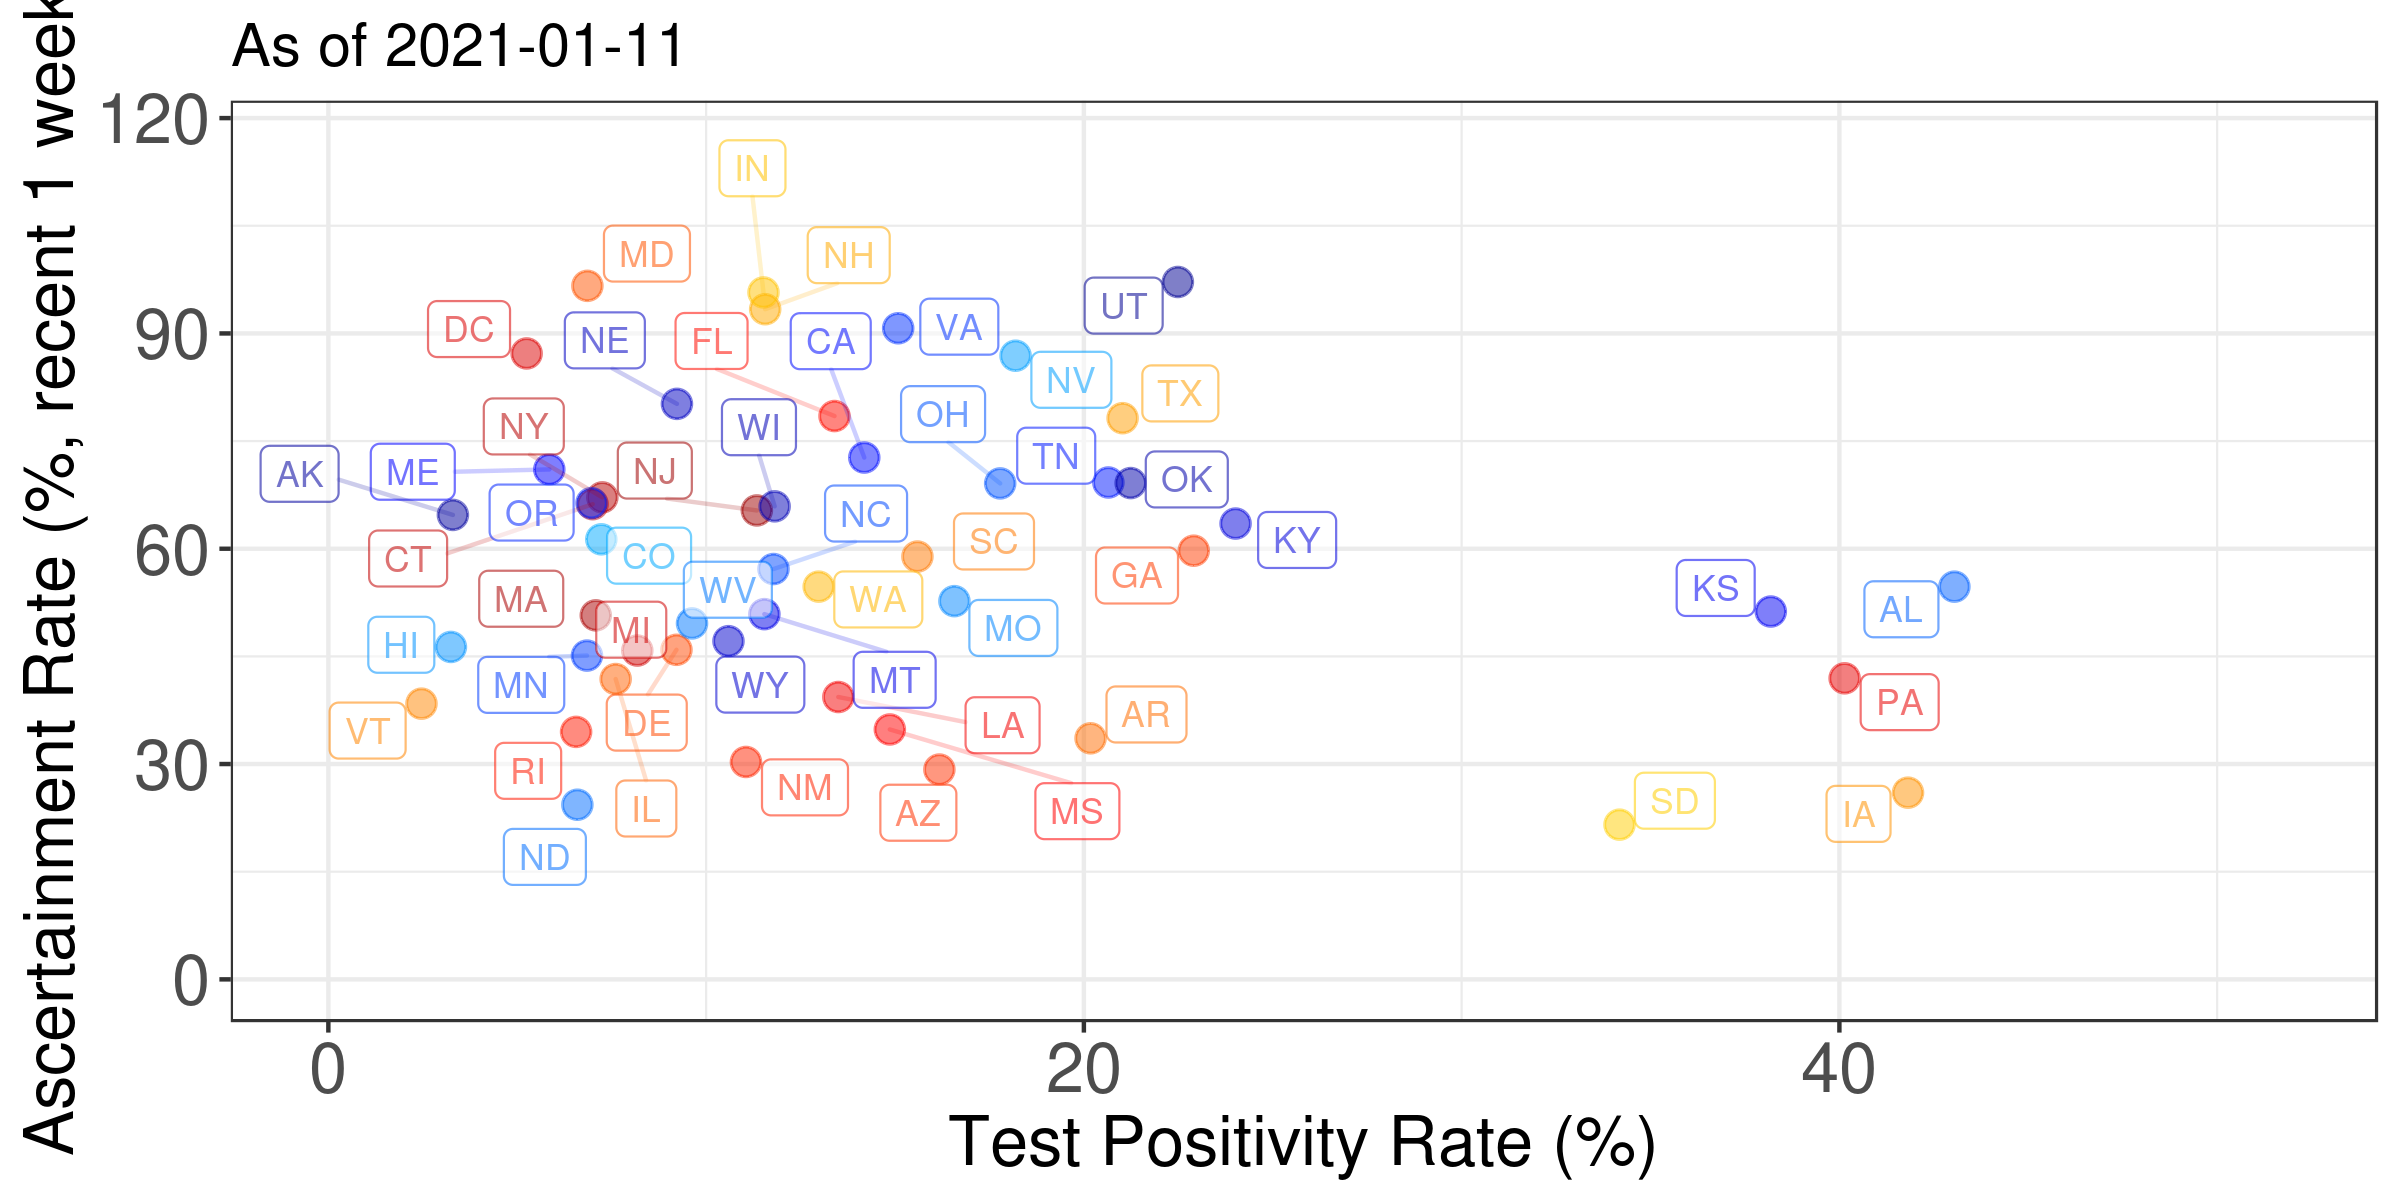 As of 2021-01-11
Ascertainment Rate (%, recent 1 week
120
90
60
30
0
IN
MD
NH
UT
DC
NE
FL
CA
VA
NV
TX
OH
NY
WI
TN
AK
ME
NJ
OK
OR
NC
KY
CT
CO
SC
GA
MA
WV
WA
KS
AL
MI
MO
HI
MN
WY
MT
PA
VT
DE
LA
AR
RI
NM
IL
AZ
MS
SD
IA
ND
0
20
40
Test Positivity Rate (%)